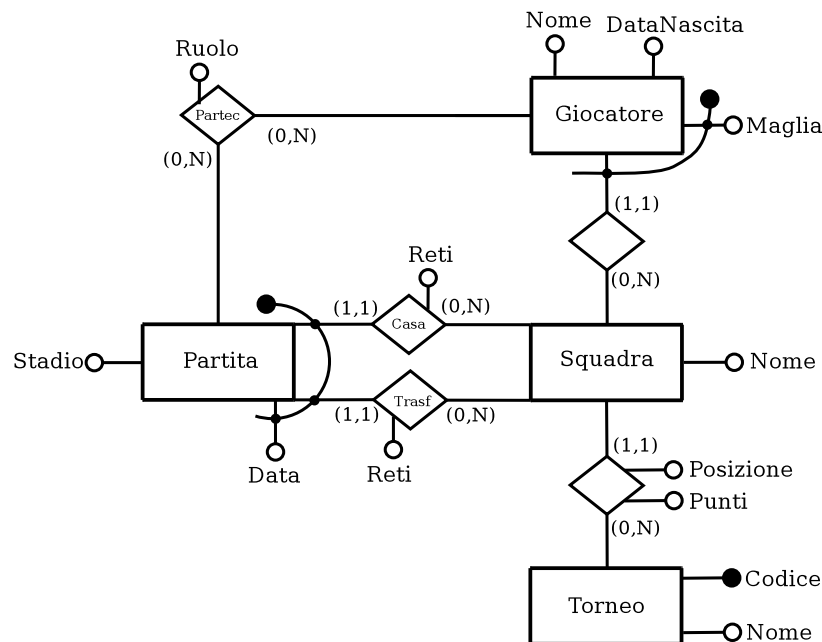 Nome
DataNascita
Ruolo
Partec
Giocatore
Maglia
(0,N)
(0,N)
(1,1)
Reti
(0,N)
(1,1)
(0,N)
Casa
Stadio
Partita
Squadra
Nome
Trasf
(1,1)
(0,N)
Data
Reti
(1,1)
Posizione
Punti
(0,N)
Torneo
Codice
Nome